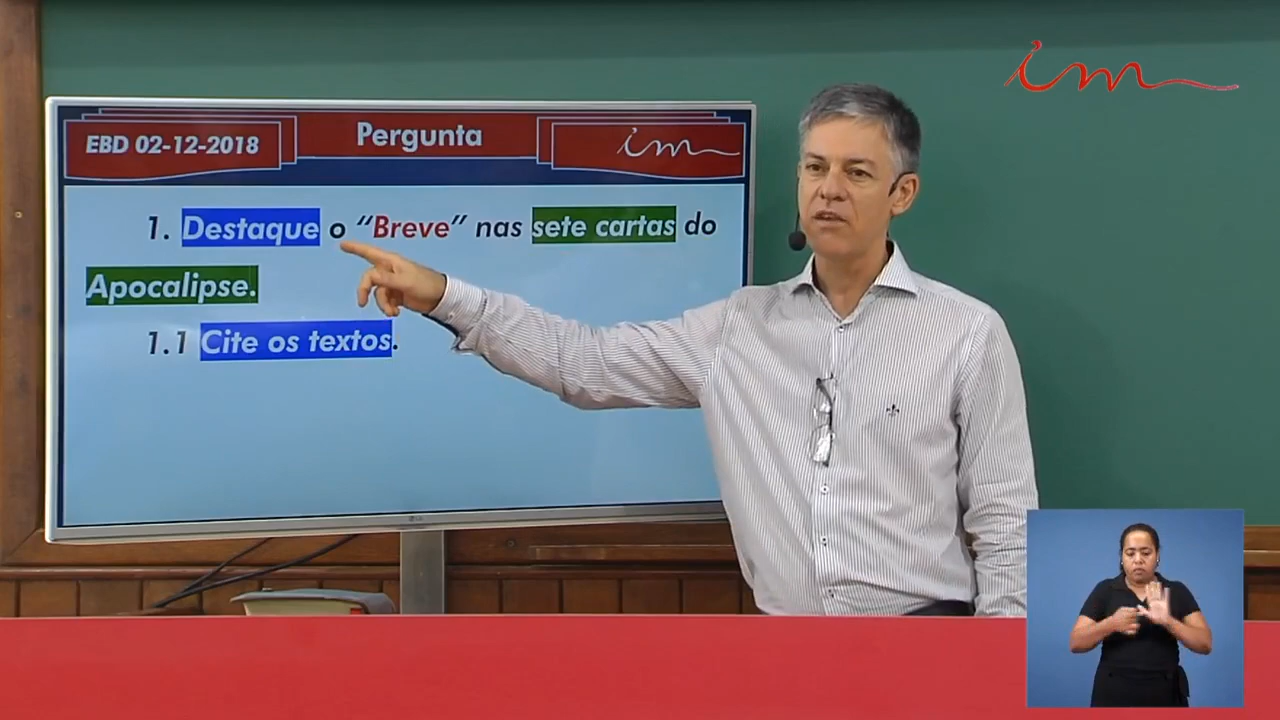 im
EBD 02-12-2018
Pergunta
im
1. Destaque o “Breve” nas sete cartas do
Apocalipse.
1.1 Cite os textos.
LG